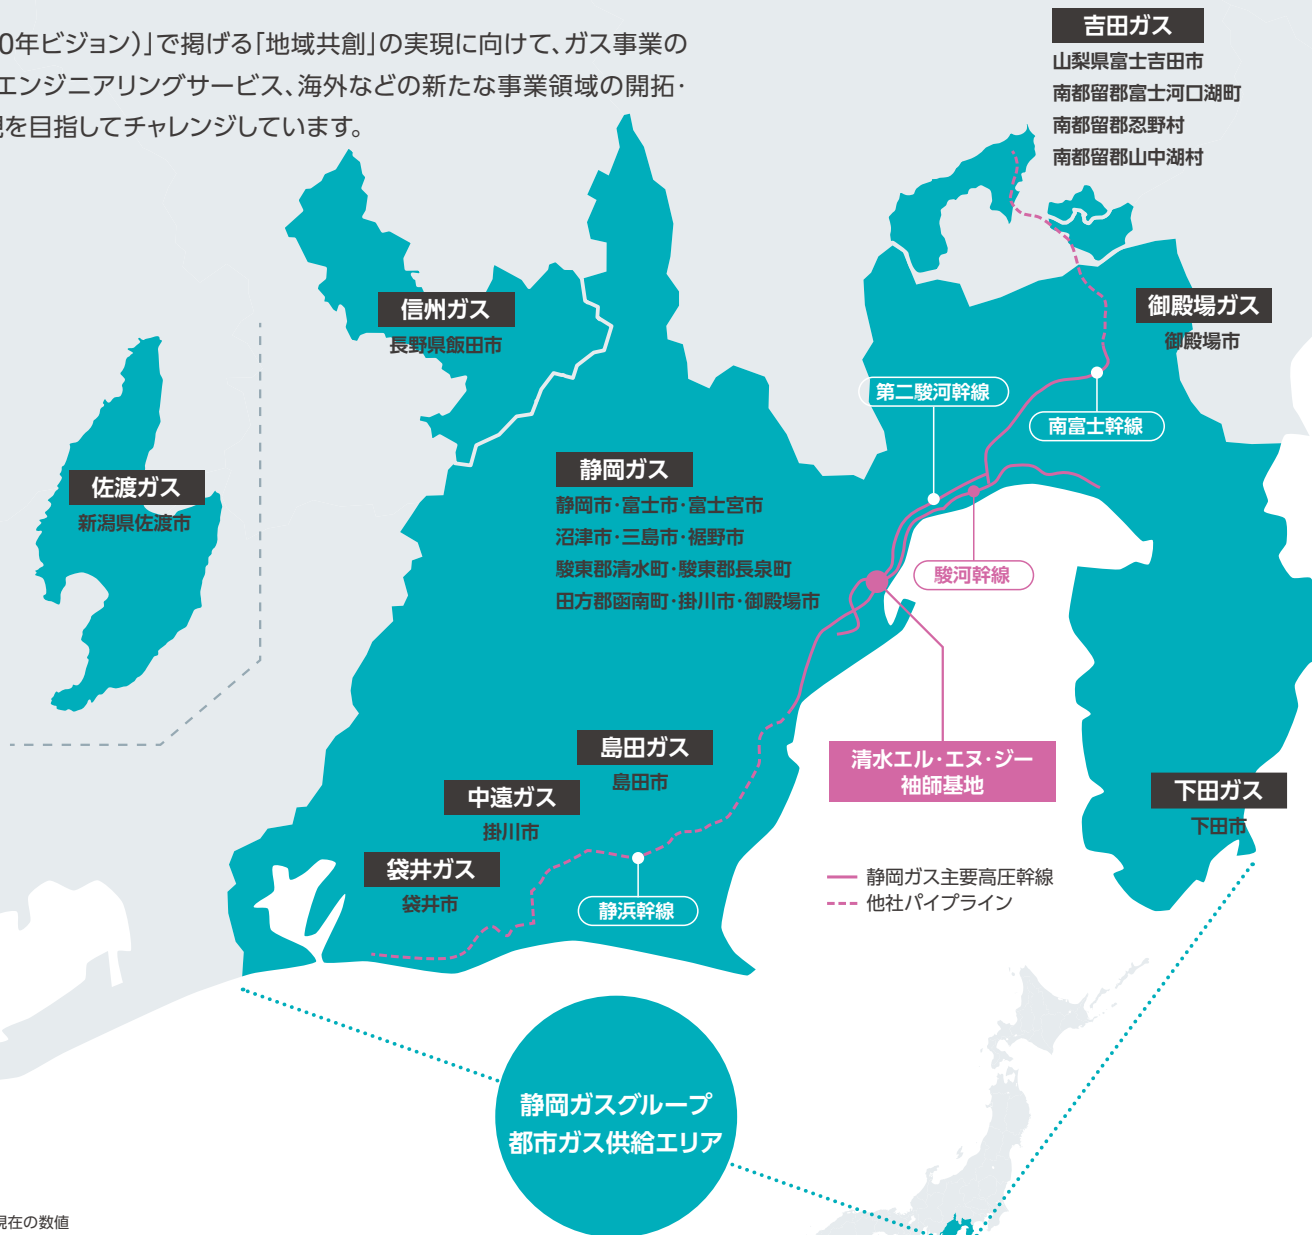 0年ビジョン)」で掲げる「地域共創」の実現に向けて、ガス事業の
エンジニアリングサービス、海外などの新たな事業領域の開拓・
を目指してチャレンジしています。
吉田ガス
山梨県富士吉田市
南都留郡富士河口湖町
南都留郡忍野村
南都留郡山中湖村
信州ガス
長野県飯田市
御殿場ガス
御殿場市
第二駿河幹線
南富士幹線
佐渡ガス
新潟県佐渡市
静岡ガス
静岡市・富士市・富士宮市
沼津市・三島市・裾野市
駿東郡清水町・駿東郡長泉町
田方郡函南町・掛川市・御殿場市
駿河幹線
島田ガス
島田市
清水エル・エヌ・ジー
袖師基地
中遠ガス
掛川市
下田ガス
下田市
袋井ガス
袋井市
静浜幹線
静岡ガス主要高圧幹線
他社パイプライン
静岡ガスグループ
都市ガス供給エリア
現在の数値